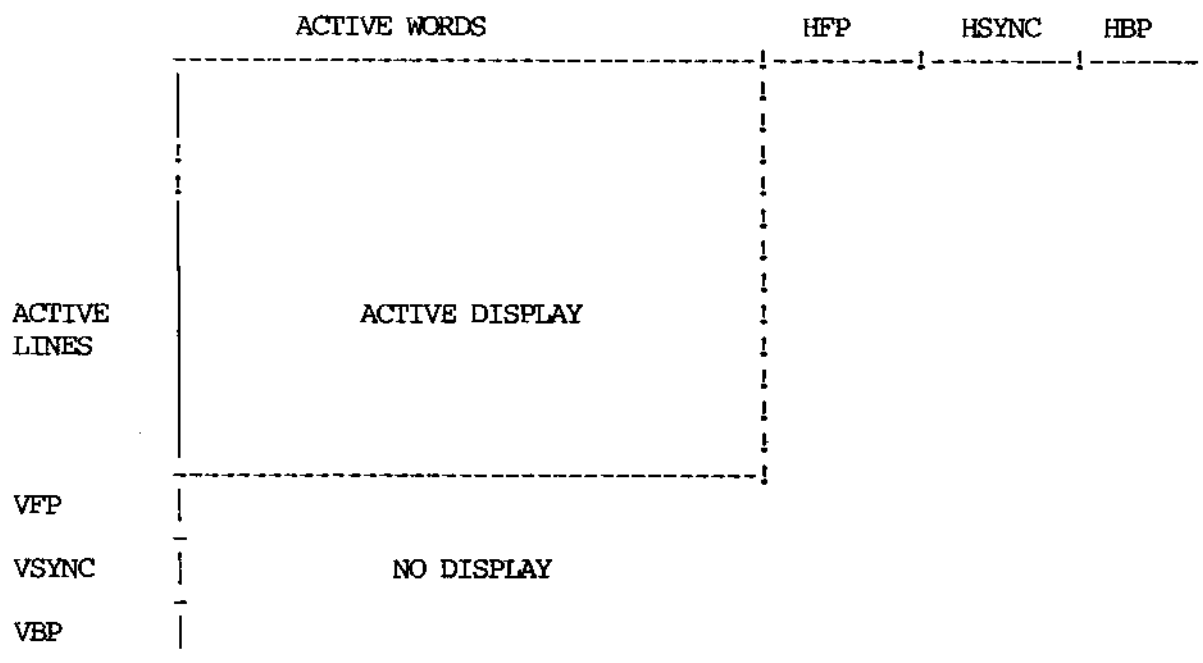 ACTIVE WORDS HFP HSYNC HBP
ACTIVE DISPLAY
ACTIVE
LINES
VFP
VSYNC NO DISPLAY
VBP